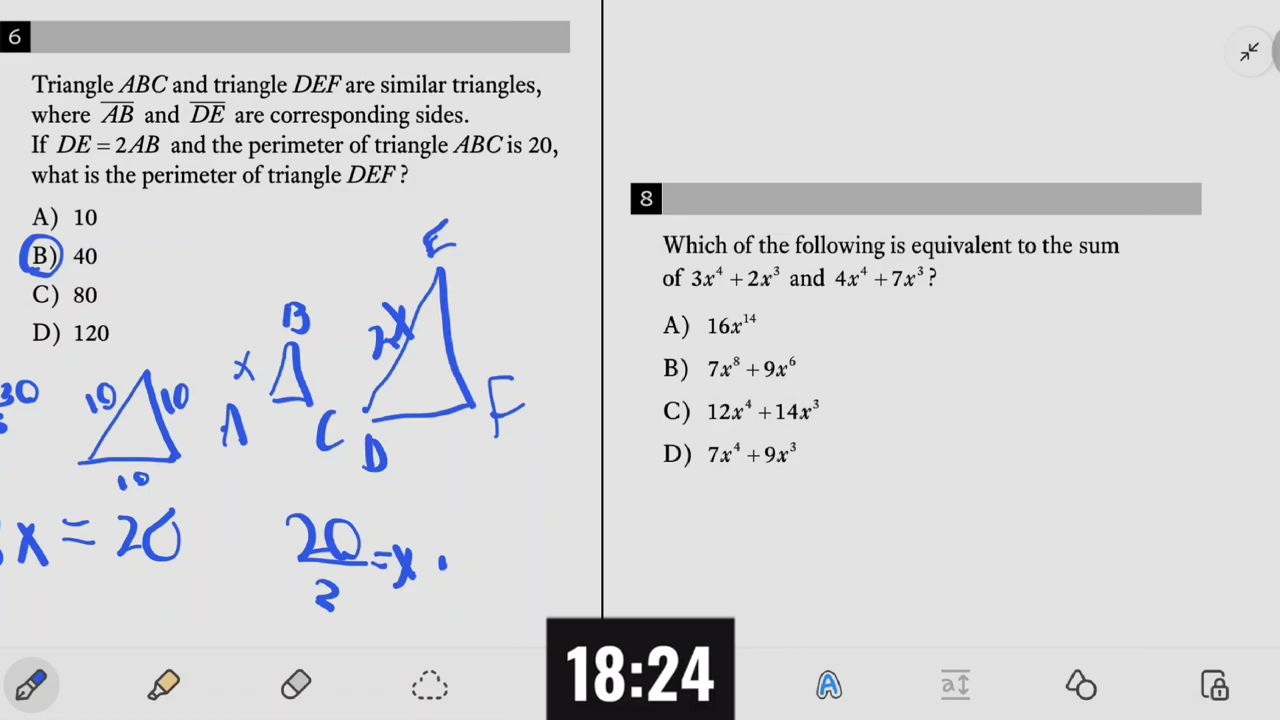 6
Triangle ABC and triangle DEF are similar triangles,
where AB and DE are corresponding sides.
If DE = 2AB and the perimeter of triangle ABC is 20,
what is the perimeter of triangle DEF?
A) 10
B) 40
C) 80
D) 120
E
B
2x
x
30
10
10
F
A
C
D
10
x = 20
20/3 = x
8
Which of the following is equivalent to the sum
of 3x⁴ + 2x³ and 4x⁴ + 7x³?
A) 16x¹⁴
B) 7x⁸ + 9x⁶
C) 12x⁴ + 14x³
D) 7x⁴ + 9x³
18:24
A
a